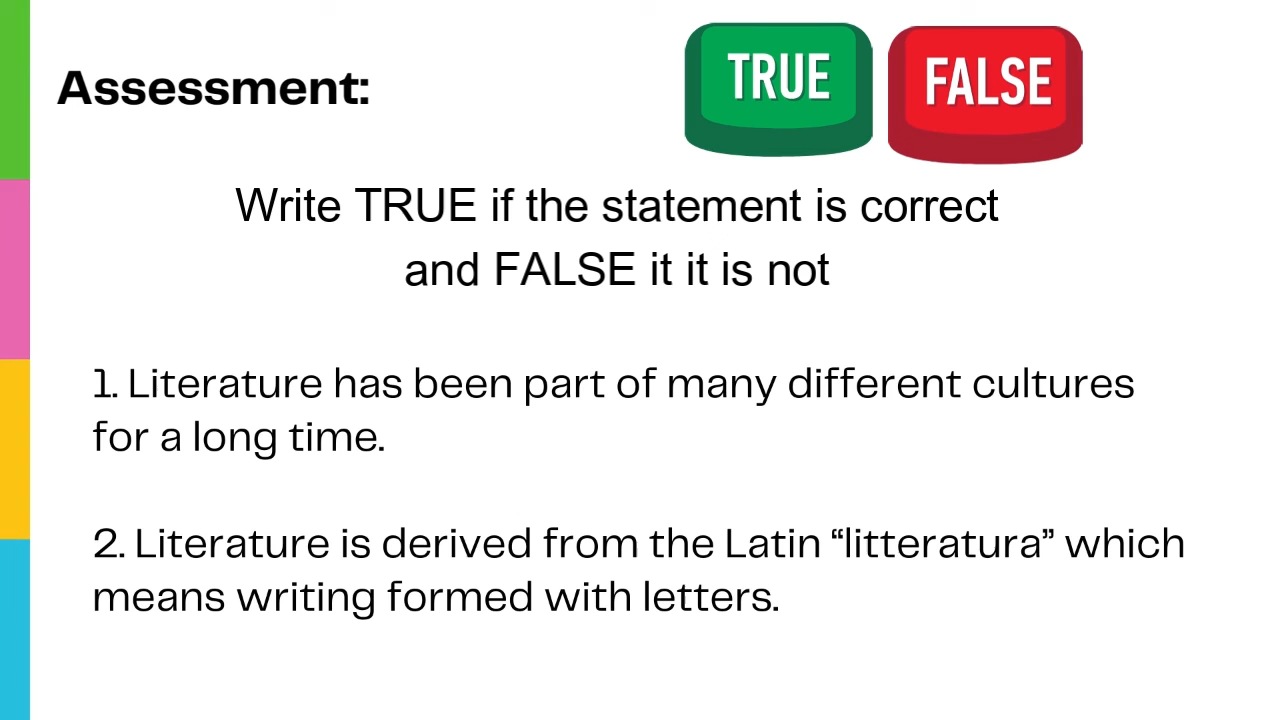 TRUE
FALSE
Assessment:
Write TRUE if the statement is correct
and FALSE it it is not
1. Literature has been part of many different cultures
for a long time.
2. Literature is derived from the Latin “litteratura” which
means writing formed with letters.